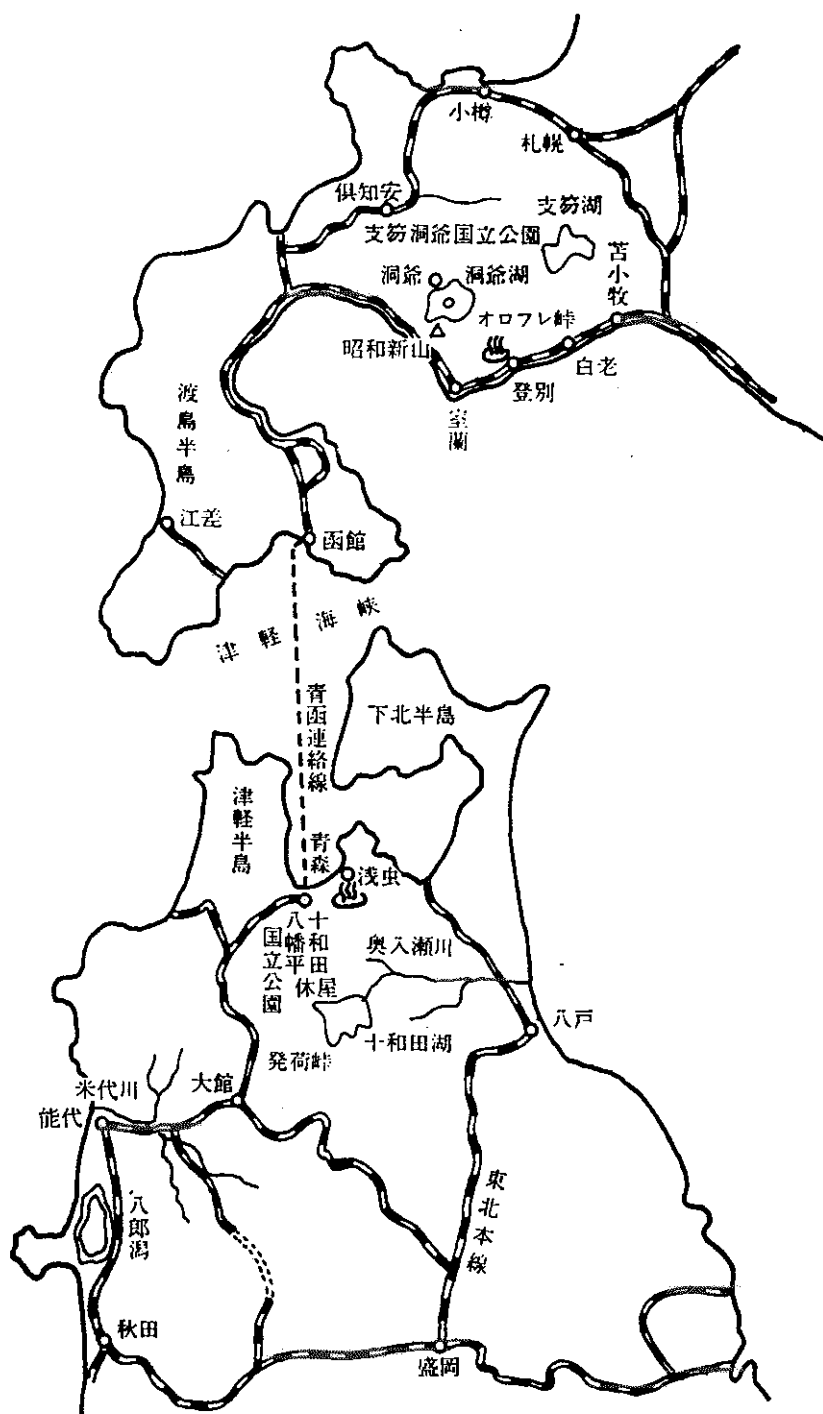 小樽
札幌
倶知安
支笏湖
支笏洞爺国立公園
苫小牧
洞爺
洞爺湖
オロフレ峠
昭和新山
白老
登別
室蘭
渡島半島
江差
函館
津軽海峡
青函連絡線
下北半島
津軽半島
青森
浅虫
十和田
八幡平
国立公園
奥入瀬川
休屋
十和田湖
八戸
発荷峠
米代川
大館
能代
東北本線
八郎潟
秋田
盛岡